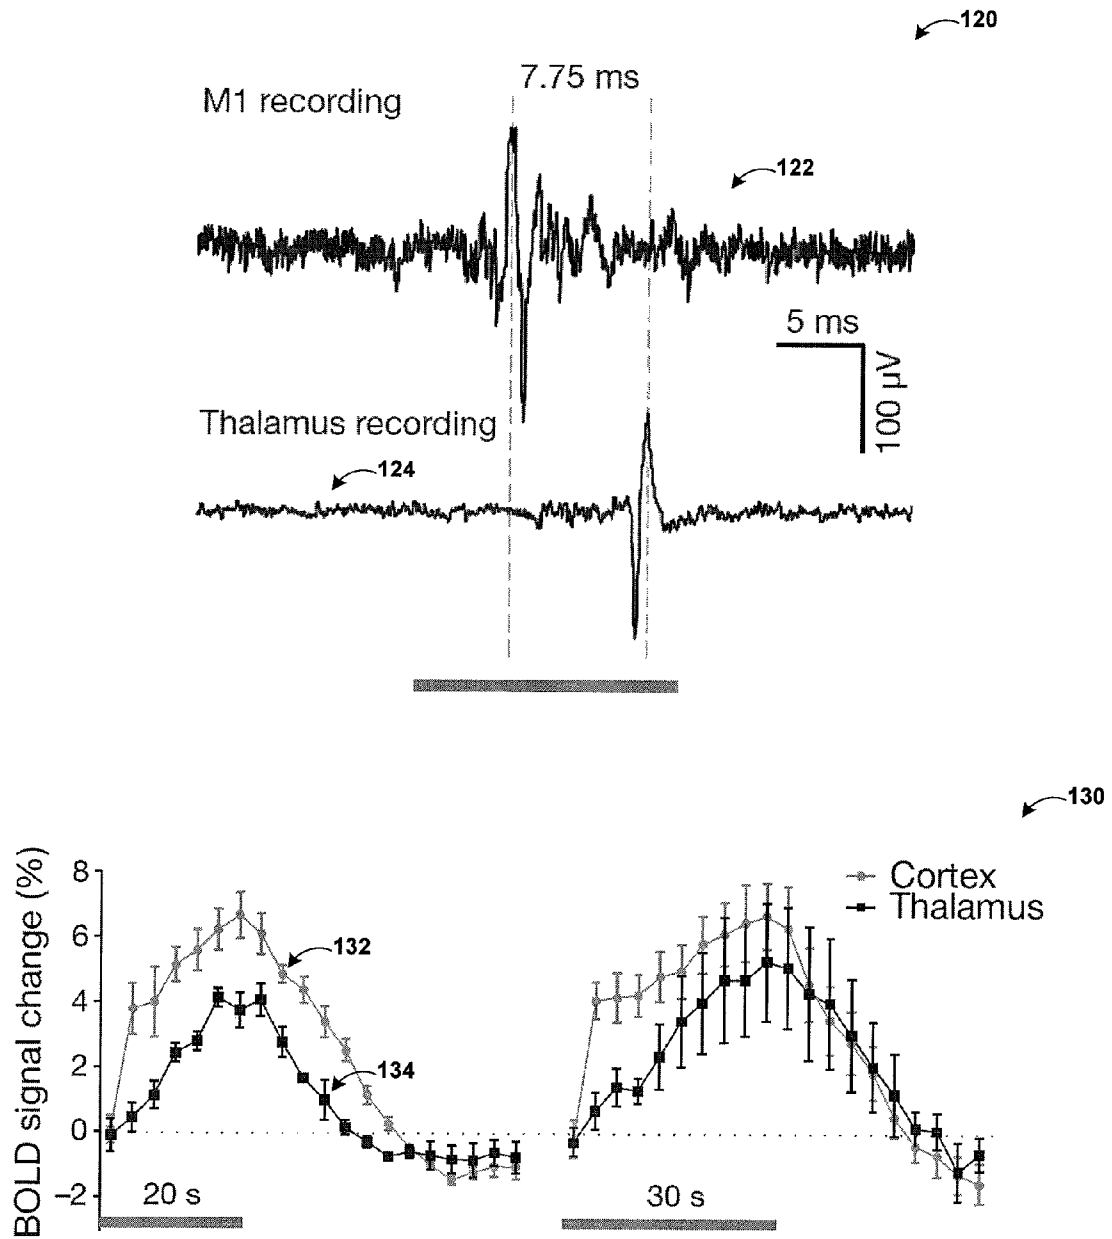 120
7.75 ms
M1 recording
122
5 ms
100 µV
Thalamus recording
124
130
BOLD signal change (%)
8
6
4
2
0
−2
Cortex
Thalamus
132
134
20 s
30 s